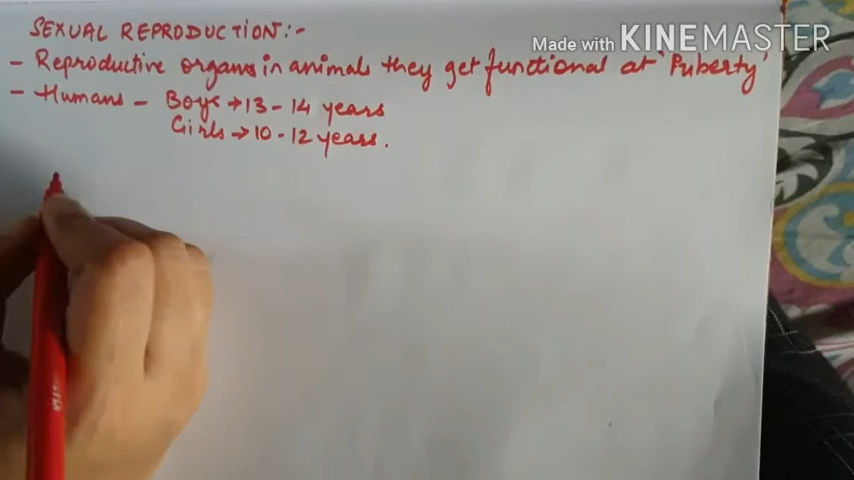 SEXUAL REPRODUCTION:-
Made with KINEMASTER
- Reproductive organs in animals they get functional at 'Puberty'
- Humans - Boys → 13 - 14 years
Girls → 10 - 12 years.